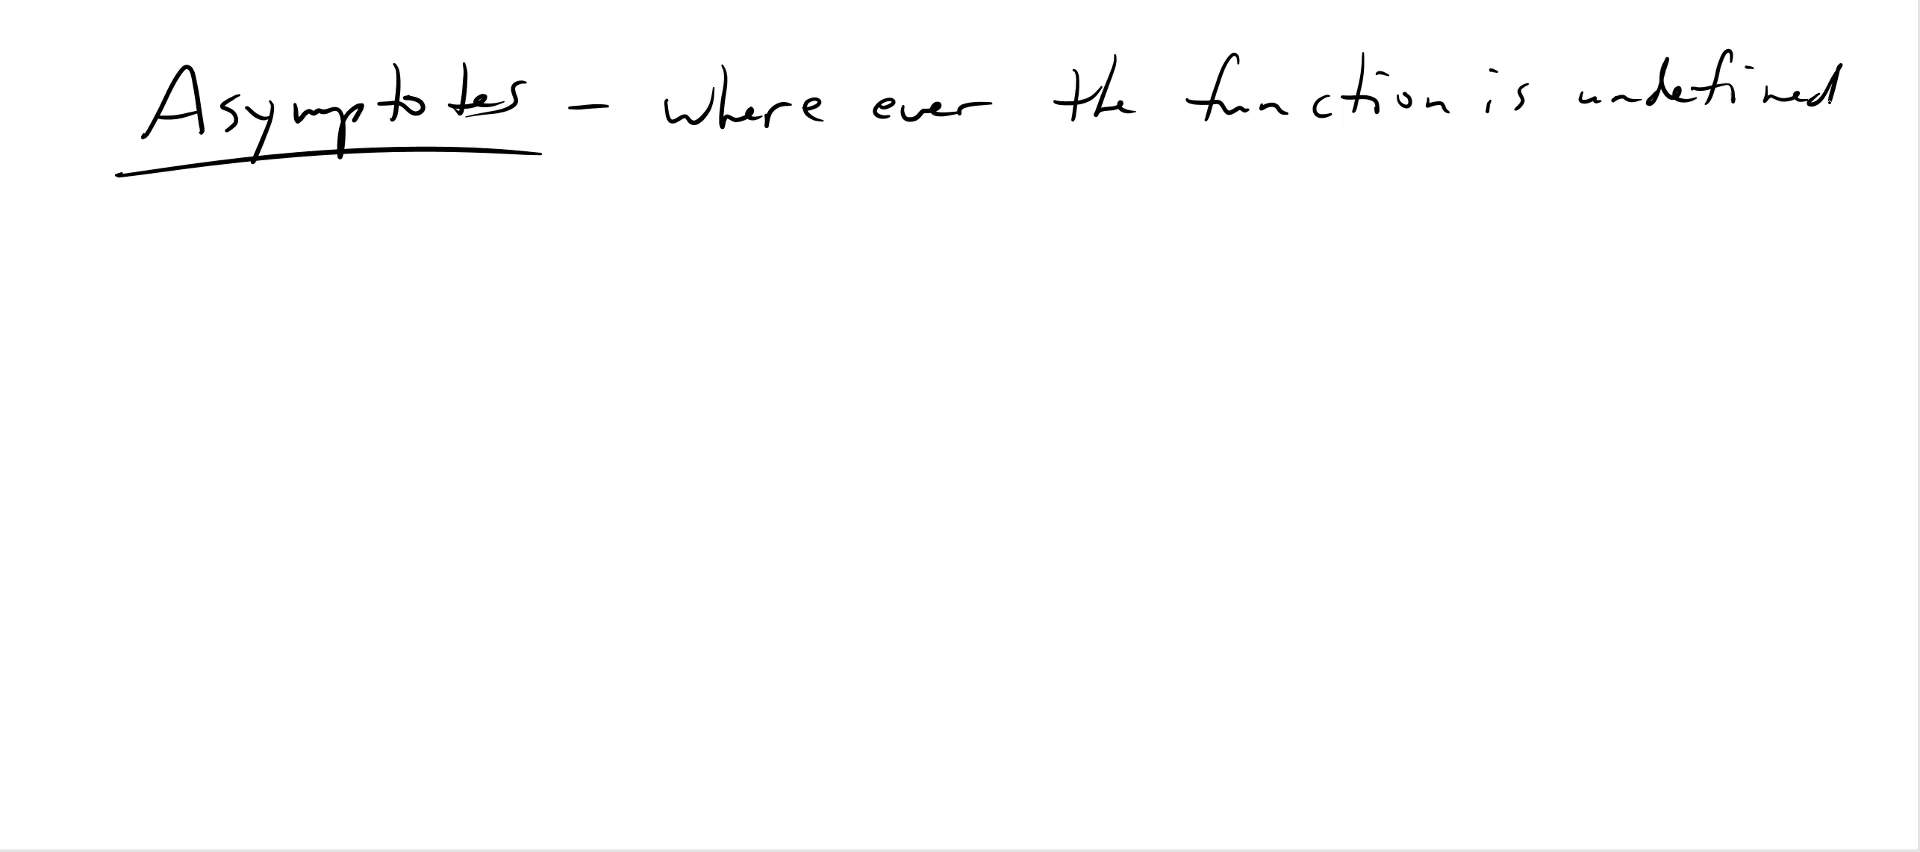 Asymptotes - where ever the function is undefined